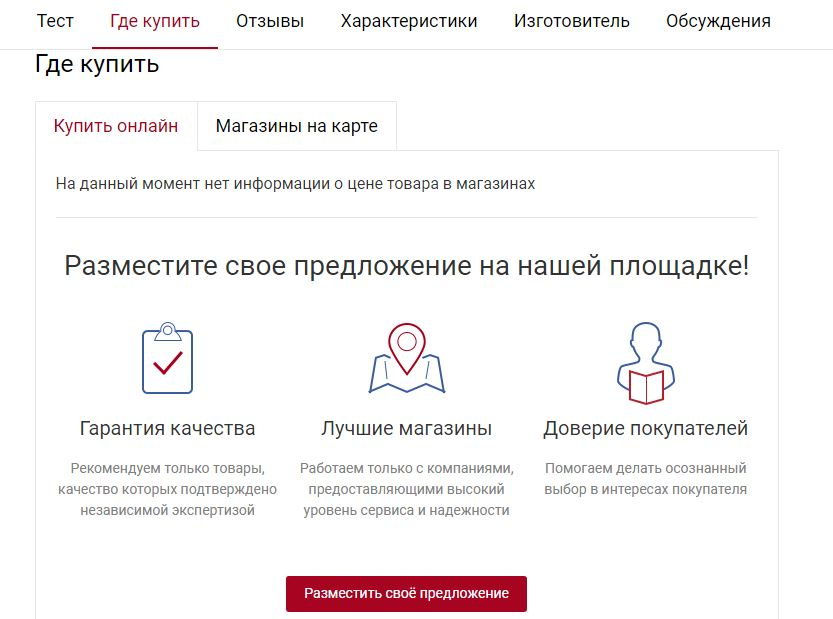 Тест Где купить Отзывы Характеристики Изготовитель Обсуждения
Где купить
Купить онлайн Магазины на карте
На данный момент нет информации о цене товара в магазинах
Разместите свое предложение на нашей площадке!
Гарантия качества
Рекомендуем только товары,
качество которых подтверждено
независимой экспертизой
Лучшие магазины
Работаем только с компаниями,
предоставляющими высокий
уровень сервиса и надежности
Доверие покупателей
Помогаем делать осознанный
выбор в интересах покупателя
Разместить своё предложение